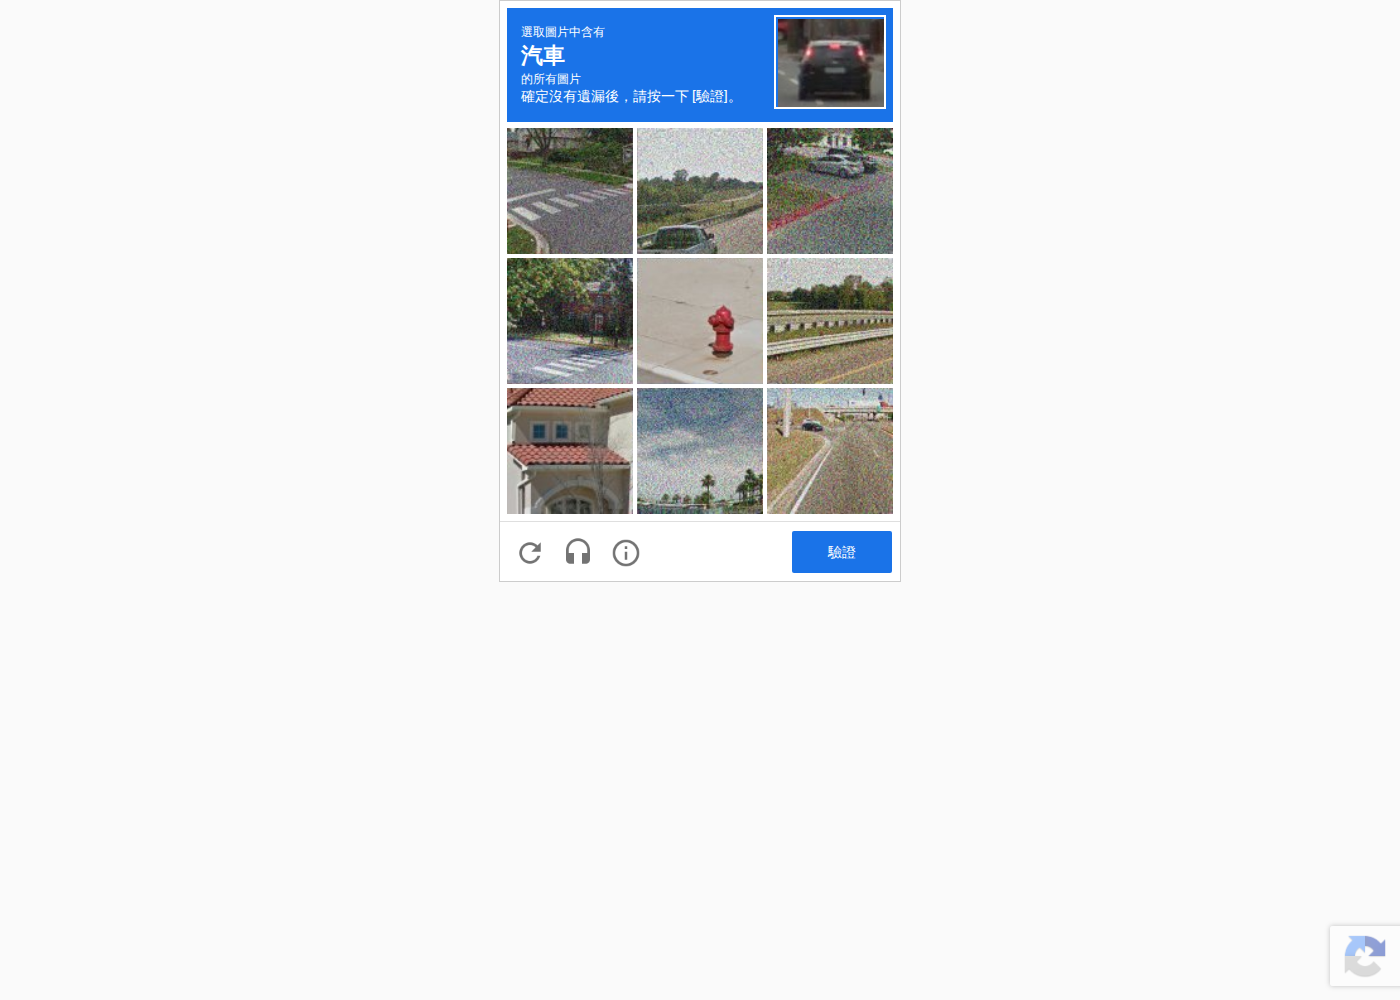 選取圖片中含有
汽車
的所有圖片
確定沒有遺漏後，請按一下 [驗證]。
驗證